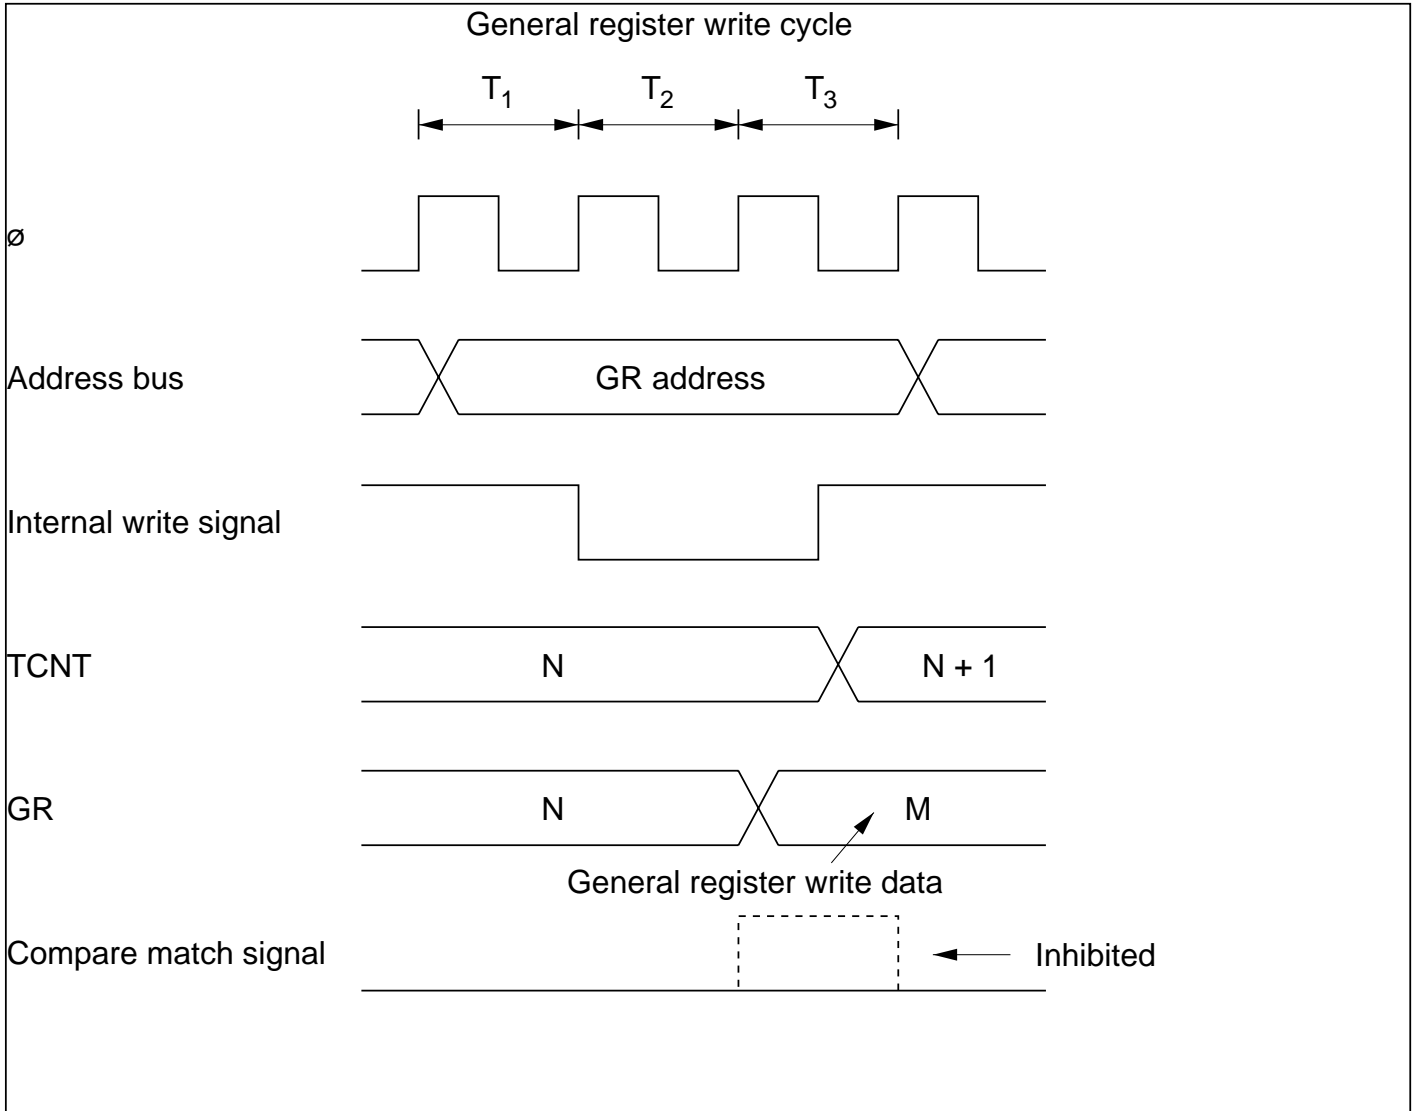 General register write cycle
T1 T2 T3
ø
Address bus GR address
Internal write signal
TCNT N N + 1
GR N M
General register write data
Compare match signal Inhibited